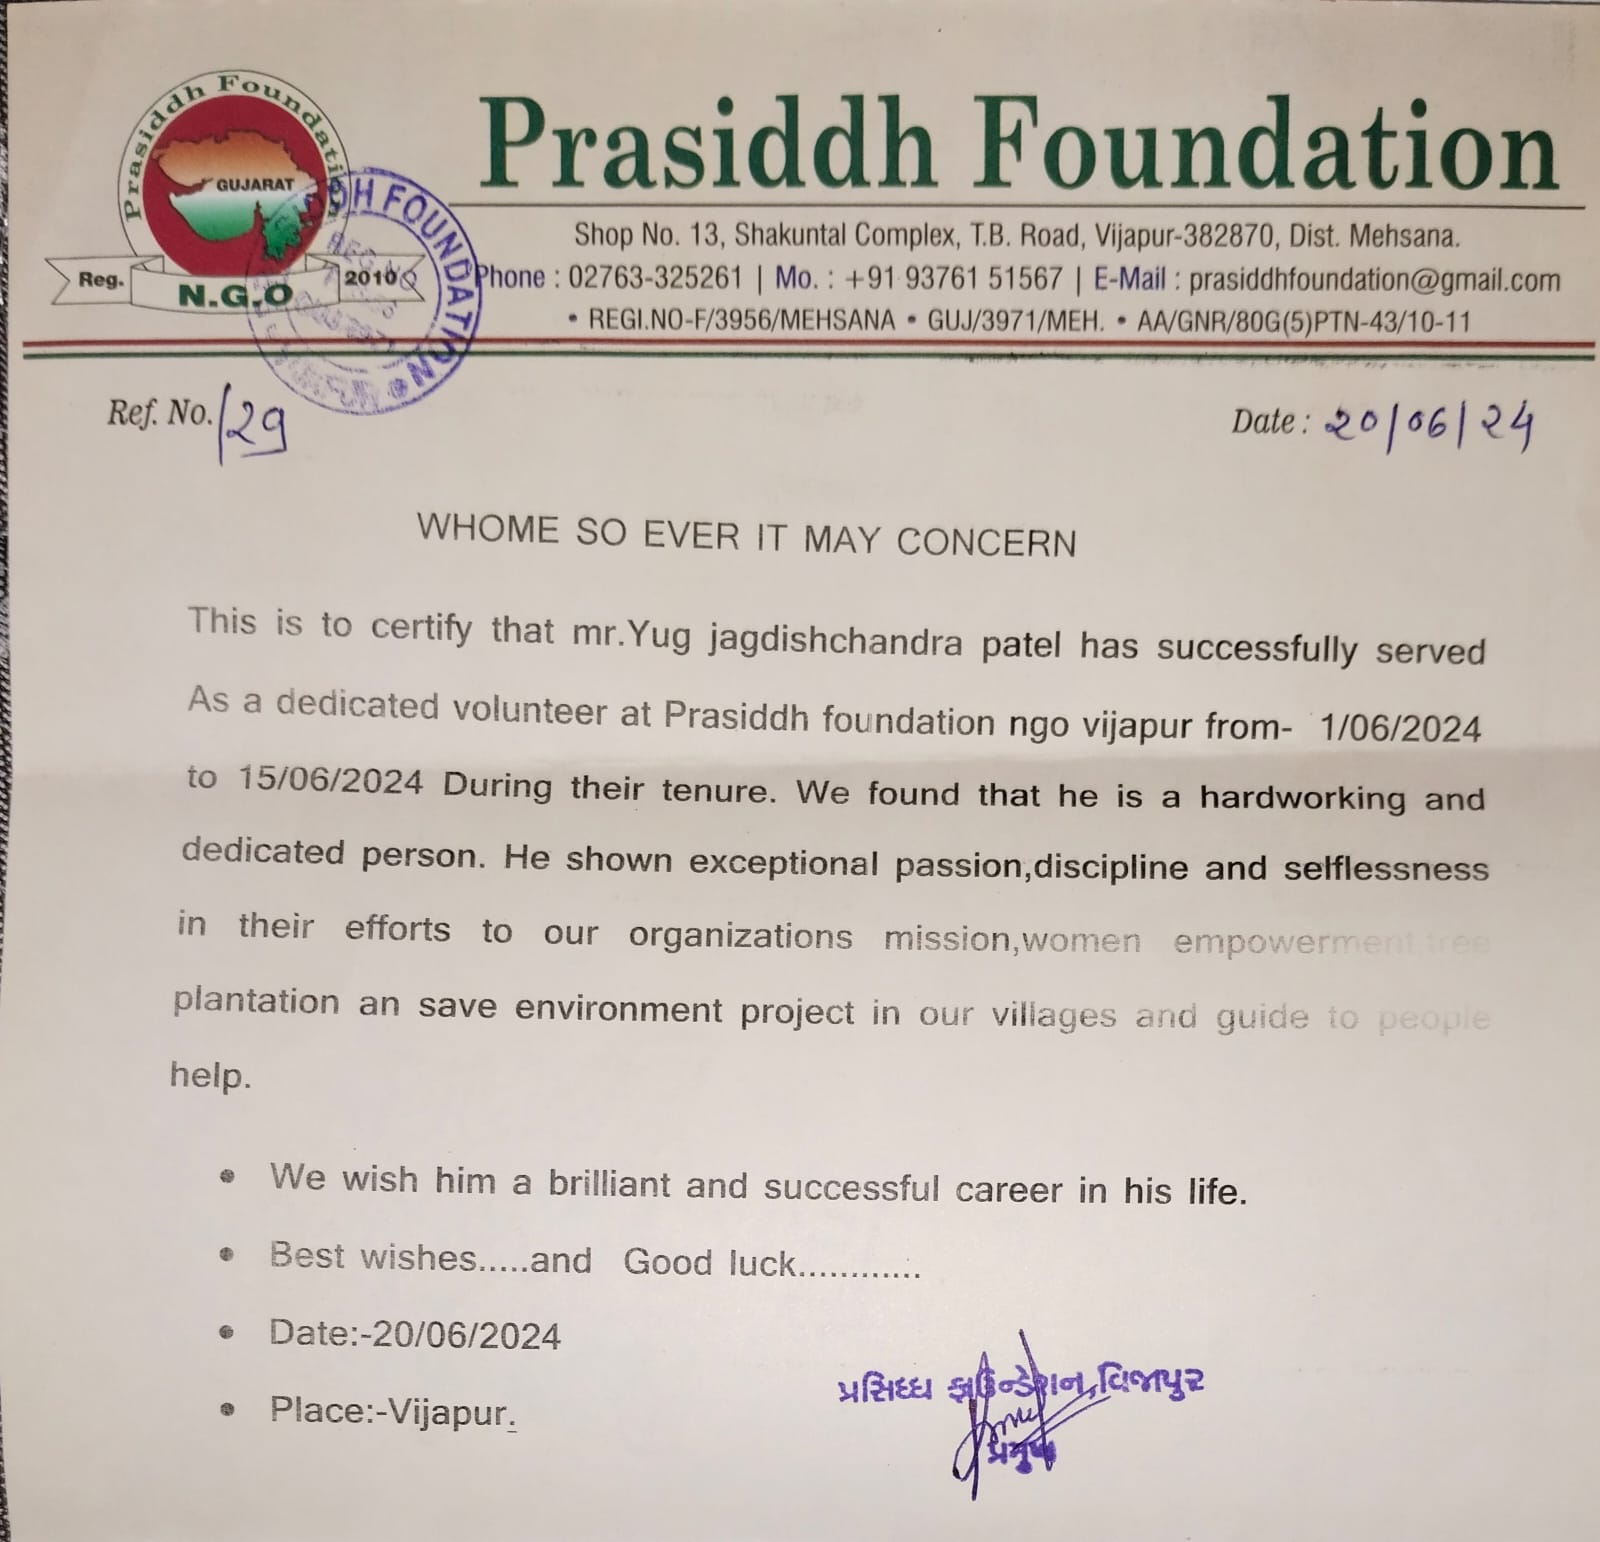 Prasiddh Foundation
GUJARAT
Reg.
N.G.O
2010
Prasiddh Foundation
Shop No. 13, Shakuntal Complex, T.B. Road, Vijapur-382870, Dist. Mehsana.
Phone : 02763-325261 | Mo. : +91 93761 51567 | E-Mail : prasiddhfoundation@gmail.com
• REGI.NO-F/3956/MEHSANA • GUJ/3971/MEH. • AA/GNR/80G(5)PTN-43/10-11
DH FOUNDATION
Ref. No. /29
Date : 20/06/24
WHOME SO EVER IT MAY CONCERN
This is to certify that mr.Yug jagdishchandra patel has successfully served
As a dedicated volunteer at Prasiddh foundation ngo vijapur from- 1/06/2024
to 15/06/2024 During their tenure. We found that he is a hardworking and
dedicated person. He shown exceptional passion,discipline and selflessness
in their efforts to our organizations mission,women empowerment,tree
plantation an save environment project in our villages and guide to people
help.
• We wish him a brilliant and successful career in his life.
• Best wishes.....and Good luck............
• Date:-20/06/2024
• Place:-Vijapur.
પ્રસિધ્ધ ફાઉન્ડેશન,વિજાપુર
પ્રમુખ